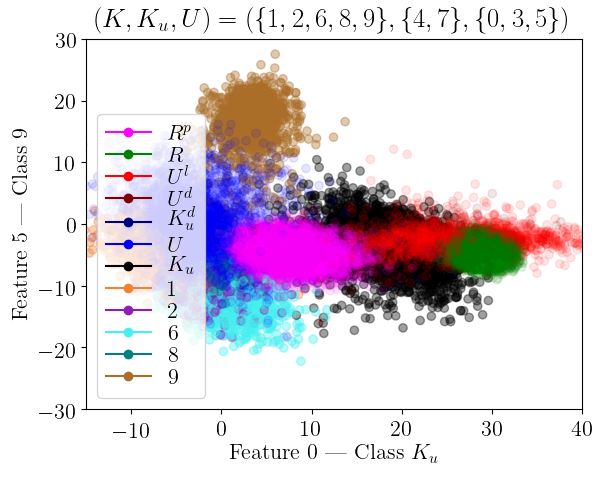 (K, K_u, U) = ({1, 2, 6, 8, 9}, {4, 7}, {0, 3, 5})
30
20
10
0
−10
−20
−30
Feature 5 — Class 9
R^p
R
U^l
U^d
K_u^d
U
K_u
1
2
6
8
9
−10
0
10
20
30
40
Feature 0 — Class K_u